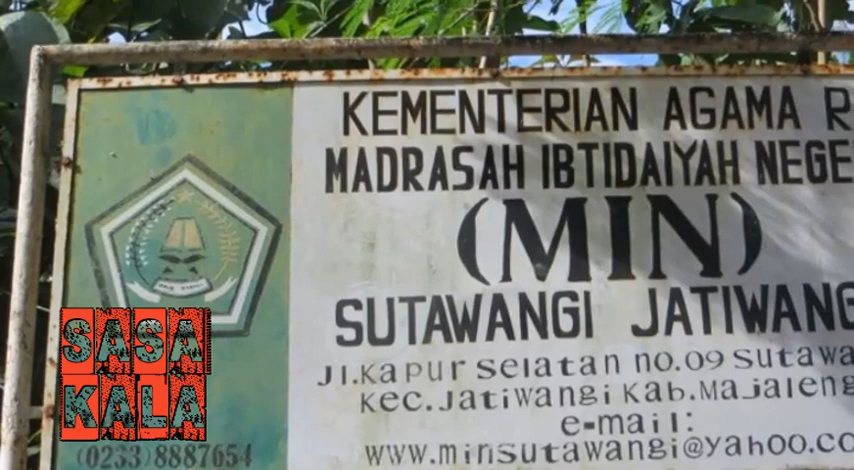 KEMENTERIAN AGAMA R
MADRASAH IBTIDAIYAH NEGE
(MIN)
SUTAWANGI JATIWANG
Jl.Kapur selatan no.09 sutawa
Kec.Jatiwangi Kab.Majaleng
e-mail:
www.minsutawangi@yahoo.co
SASA
KALA
(0233) 8887654